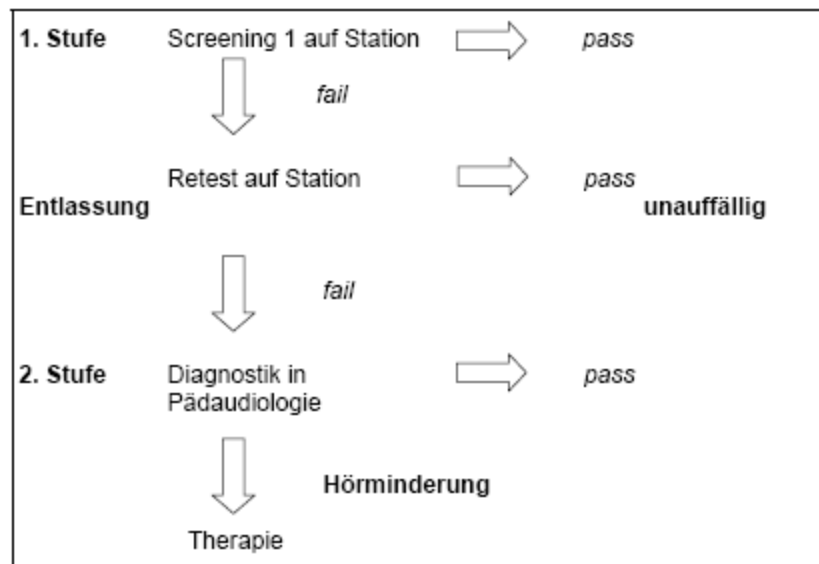 1. Stufe Screening 1 auf Station pass
fail
Retest auf Station pass
Entlassung unauffällig
fail
2. Stufe Diagnostik in pass
Pädaudiologie
Hörminderung
Therapie